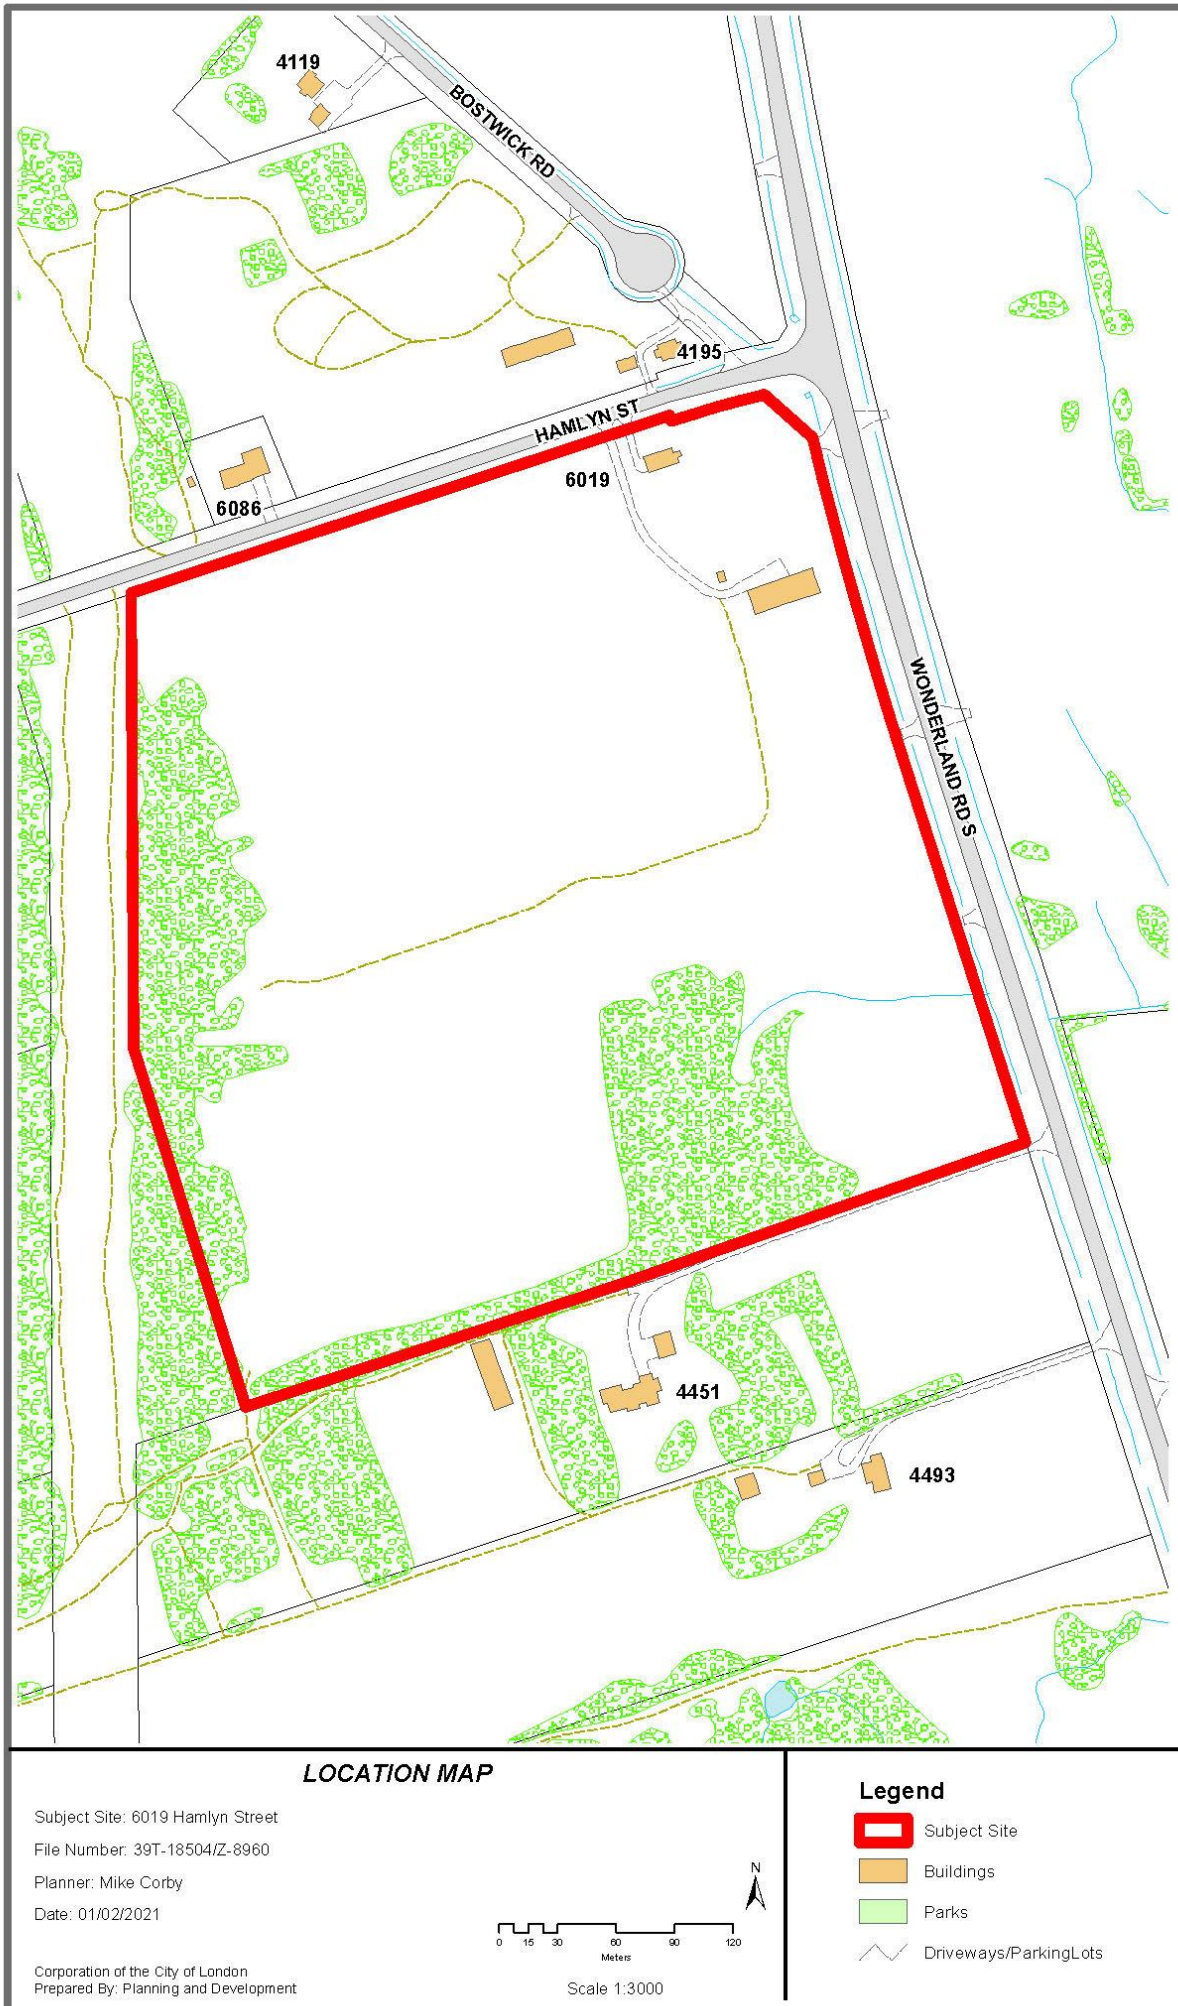 4119
BOSTWICK RD
4195
HAMLYN ST
6019
6086
WONDERLAND RD S
4451
4493
LOCATION MAP
Subject Site: 6019 Hamlyn Street
File Number: 39T-18504/Z-8960
Planner: Mike Corby
Date: 01/02/2021
Corporation of the City of London
Prepared By: Planning and Development
N
0 15 30 60 90 120
Meters
Scale 1:3000
Legend
Subject Site
Buildings
Parks
Driveways/ParkingLots